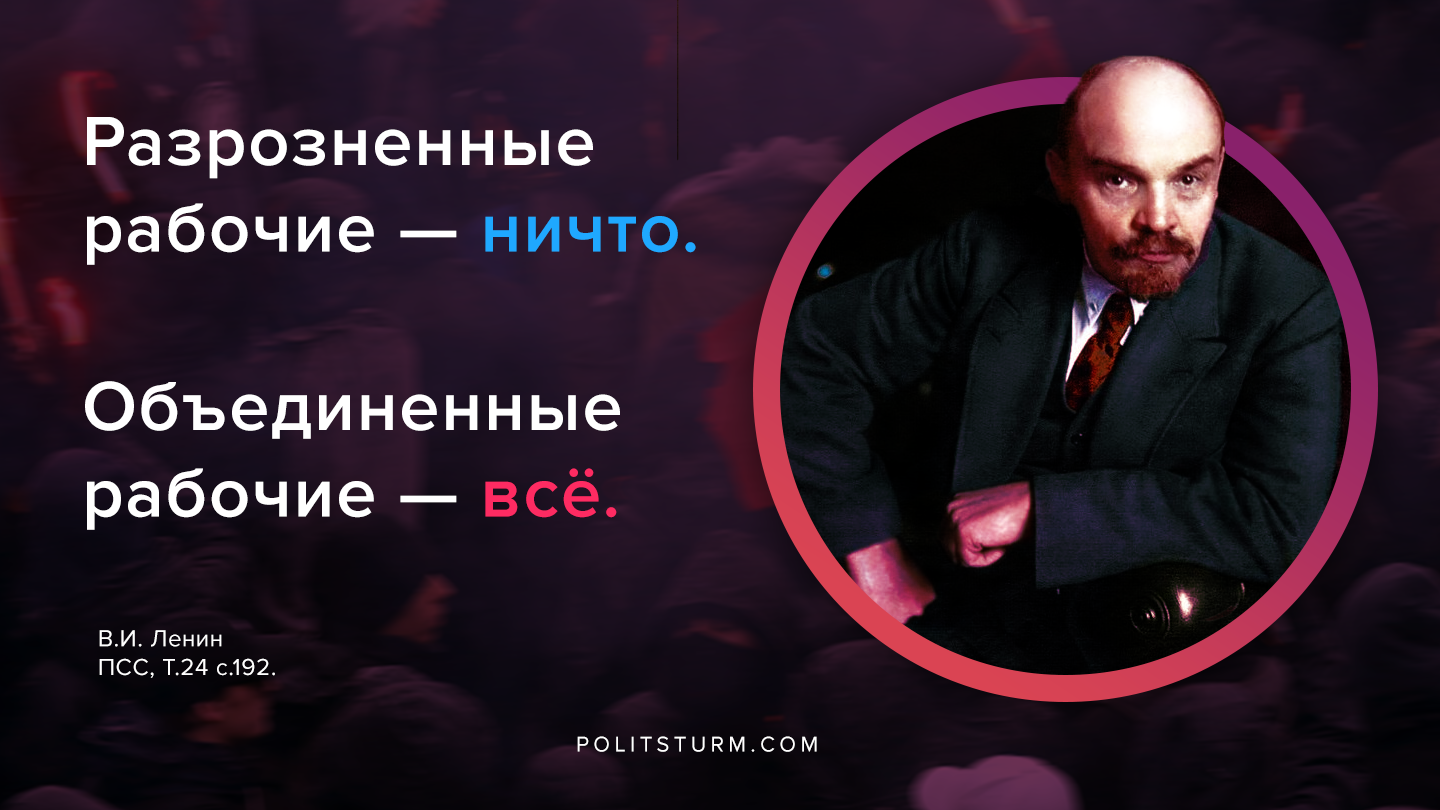 Разрозненные
рабочие — ничто.
Объединенные
рабочие — всё.
В.И. Ленин
ПСС, Т.24 с.192.
POLITSTURM.COM